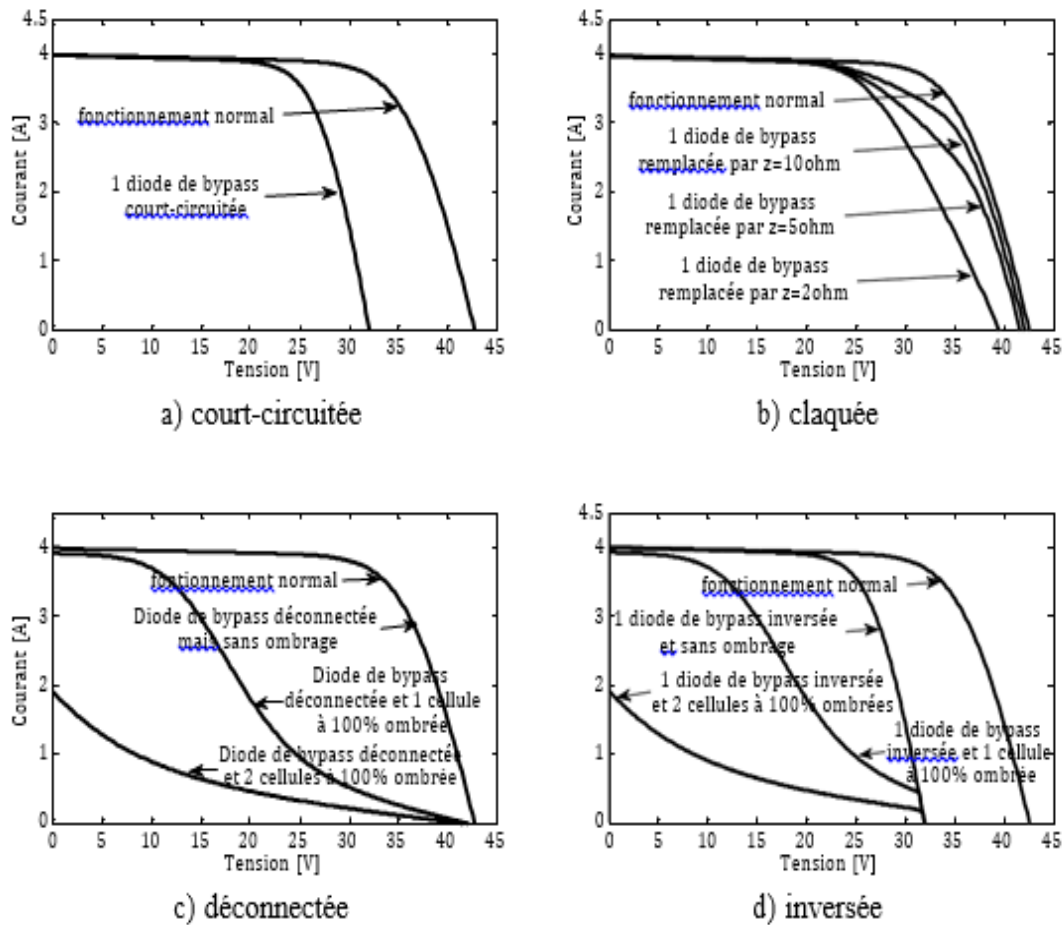 4.5
4
3
2
1
0
Courant [A]
fonctionnement normal
1 diode de bypass
court-circuitée
0 5 10 15 20 25 30 35 40 45
Tension [V]
a) court-circuitée
4.5
4
3
2
1
0
Courant [A]
fonctionnement normal
1 diode de bypass
remplacée par z=10ohm
1 diode de bypass
remplacée par z=5ohm
1 diode de bypass
remplacée par z=2ohm
0 5 10 15 20 25 30 35 40 45
Tension [V]
b) claquée
4
3
2
1
0
Courant [A]
fontionnement normal
Diode de bypass déconnectée
mais sans ombrage
Diode de bypass
déconnectée et 1 cellule
à 100% ombrée
Diode de bypass déconnectée
et 2 cellules à 100% ombrée
0 5 10 15 20 25 30 35 40 45
Tension [V]
c) déconnectée
4.5
4
3
2
1
0
Courant [A]
fonctionnement normal
1 diode de bypass inversée
et sans ombrage
1 diode de bypass inversée
et 2 cellules à 100% ombrées
1 diode de bypass
inversée et 1 cellule
à 100% ombrée
0 5 10 15 20 25 30 35 40 45
Tension [V]
d) inversée